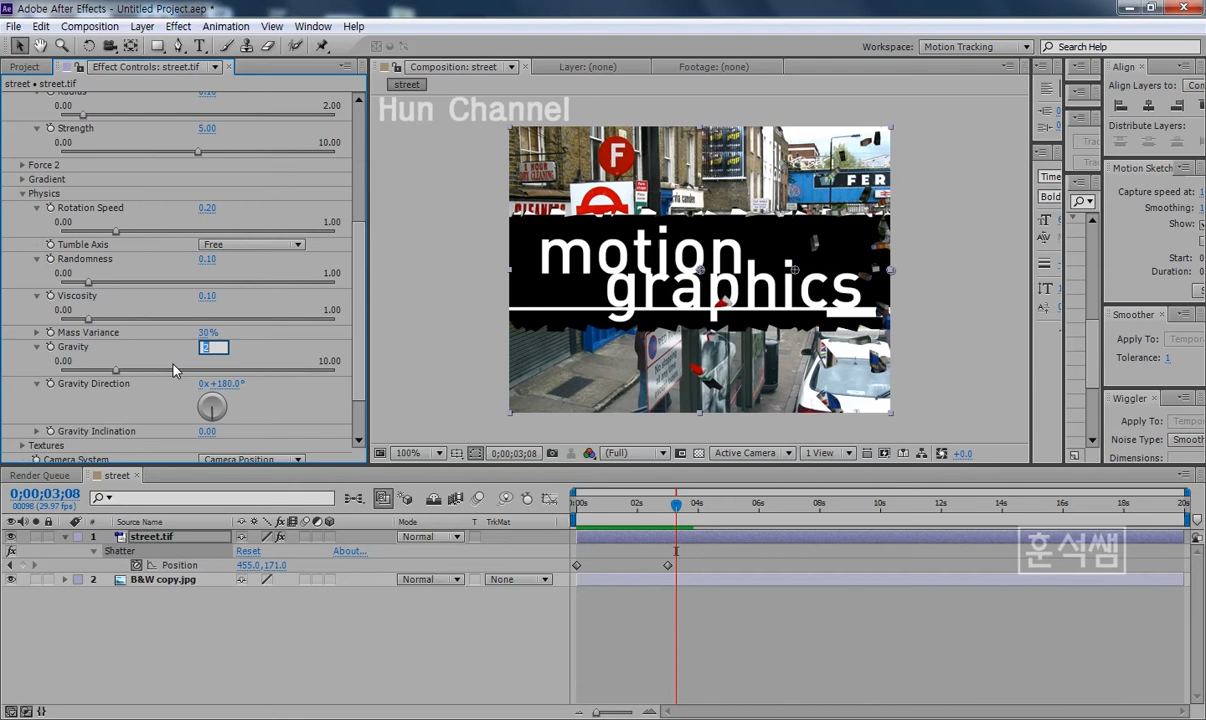 Adobe After Effects - Untitled Project.aep *
File Edit Composition Layer Effect Animation View Window Help
Workspace: Motion Tracking Search Help
Project Effect Controls: street.tif Composition: street Layer: (none) Footage: (none) Align
street • street.tif street Align Layers to:
Hun Channel
0.00 2.00
Strength 5.00
0.00 10.00
Distribute Layers:
Force 2
Gradient
Physics
Rotation Speed 0.20
0.00 1.00
Tumble Axis Free
Randomness 0.10
0.00 1.00
Viscosity 0.10
0.00 1.00
Mass Variance 30%
Gravity 2
0.00 10.00
Gravity Direction 0x+180.0°
Gravity Inclination 0.00
Textures
Camera System Camera Position
F
FER
motion
graphics
Motion Sketch
Capture speed at: 1
Smoothing: 1
Show:
Start: 0
Duration: 0
Smoother
Apply To:
Tolerance: 1
Wiggler
Apply To:
Noise Type: Smooth
Dimensions:
Time
Bold
100% 0;00;03;08 (Full) Active Camera 1 View +0.0
Render Queue street
0;00;03;08
00098 (29.97 fps)
:00s 02s 04s 06s 08s 10s 12s 14s 16s 18s 20s
# Source Name Mode T TrkMat
1 street.tif Normal
Shatter Reset About...
Position 455.0,171.0
2 B&W copy.jpg Normal None
훈석쌤